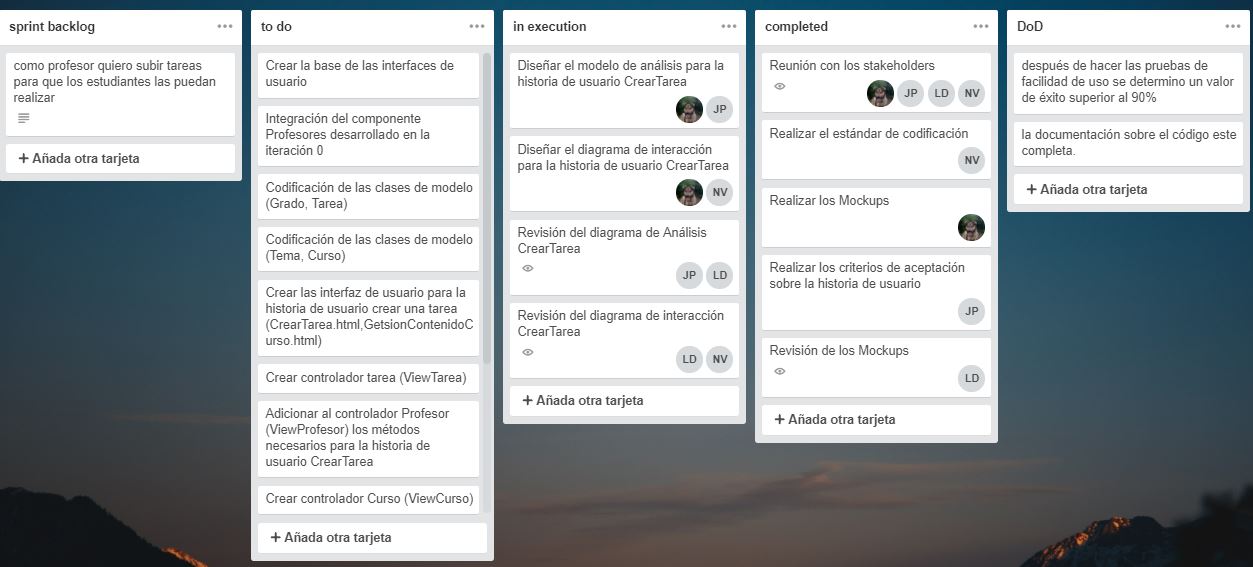 sprint backlog
como profesor quiero subir tareas
para que los estudiantes las puedan
realizar
+ Añada otra tarjeta
to do
Crear la base de las interfaces de
usuario
Integración del componente
Profesores desarrollado en la
iteración 0
Codificación de las clases de modelo
(Grado, Tarea)
Codificación de las clases de modelo
(Tema, Curso)
Crear las interfaz de usuario para la
historia de usuario crear una tarea
(CrearTarea.html,GetsionContenidoC
urso.html)
Crear controlador tarea (ViewTarea)
Adicionar al controlador Profesor
(ViewProfesor) los métodos
necesarios para la historia de
usuario CrearTarea
Crear controlador Curso (ViewCurso)
+ Añada otra tarjeta
in execution
Diseñar el modelo de análisis para la
historia de usuario CrearTarea
JP
Diseñar el diagrama de interacción
para la historia de usuario CrearTarea
NV
Revisión del diagrama de Análisis
CrearTarea
JP LD
Revisión del diagrama de interacción
CrearTarea
LD NV
+ Añada otra tarjeta
completed
Reunión con los stakeholders
JP LD NV
Realizar el estándar de codificación
NV
Realizar los Mockups
Realizar los criterios de aceptación
sobre la historia de usuario
JP
Revisión de los Mockups
LD
+ Añada otra tarjeta
DoD
después de hacer las pruebas de
facilidad de uso se determino un valor
de éxito superior al 90%
la documentación sobre el código este
completa.
+ Añada otra tarjeta